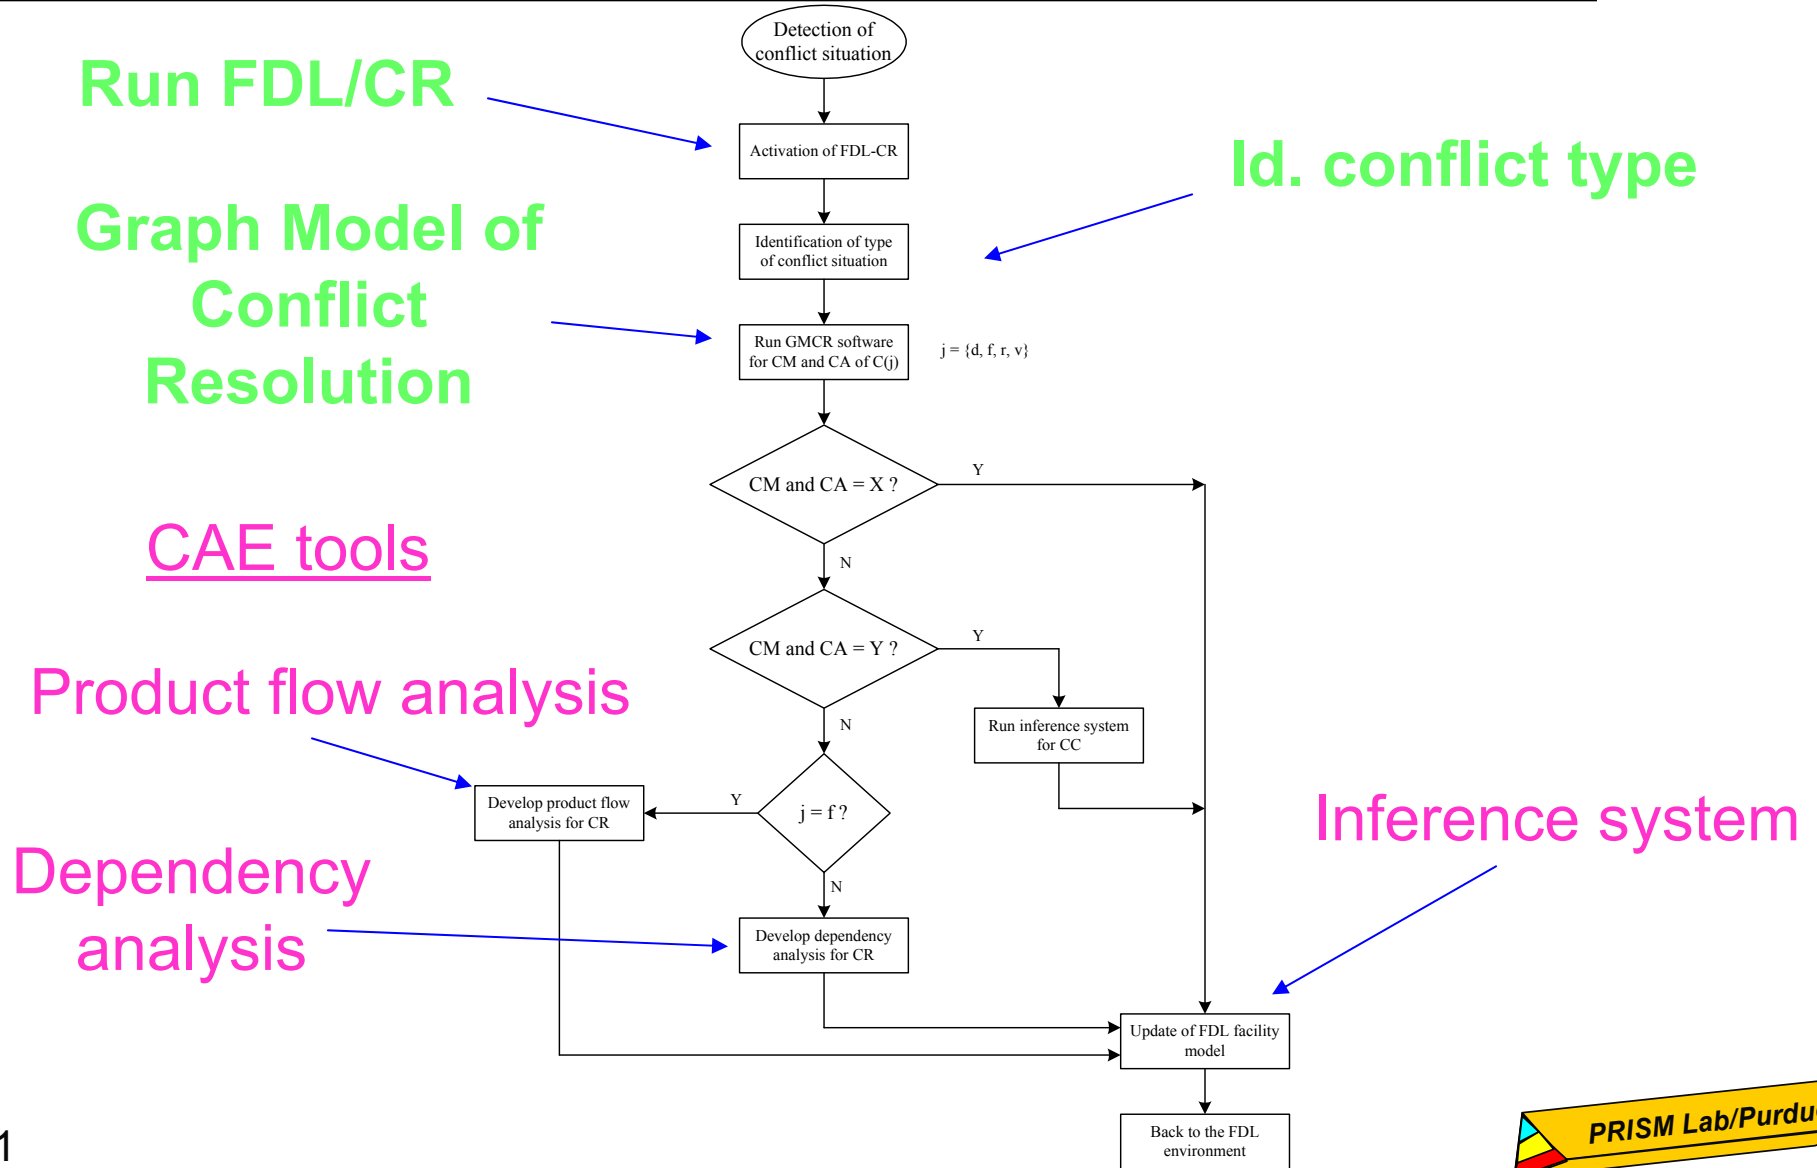 Detection of
conflict situation
Run FDL/CR
Activation of FDL-CR
Id. conflict type
Graph Model of
Conflict
Resolution
Identification of type
of conflict situation
Run GMCR software
for CM and CA of C(j)
j = {d, f, r, v}
CM and CA = X ?
Y
N
CAE tools
CM and CA = Y ?
Y
N
Product flow analysis
Run inference system
for CC
Develop product flow
analysis for CR
Y
j = f ?
N
Inference system
Dependency
analysis
Develop dependency
analysis for CR
Update of FDL facility
model
Back to the FDL
environment
1
PRISM Lab/Purdu